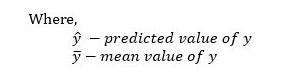 Where,
ŷ – predicted value of y
ȳ – mean value of y